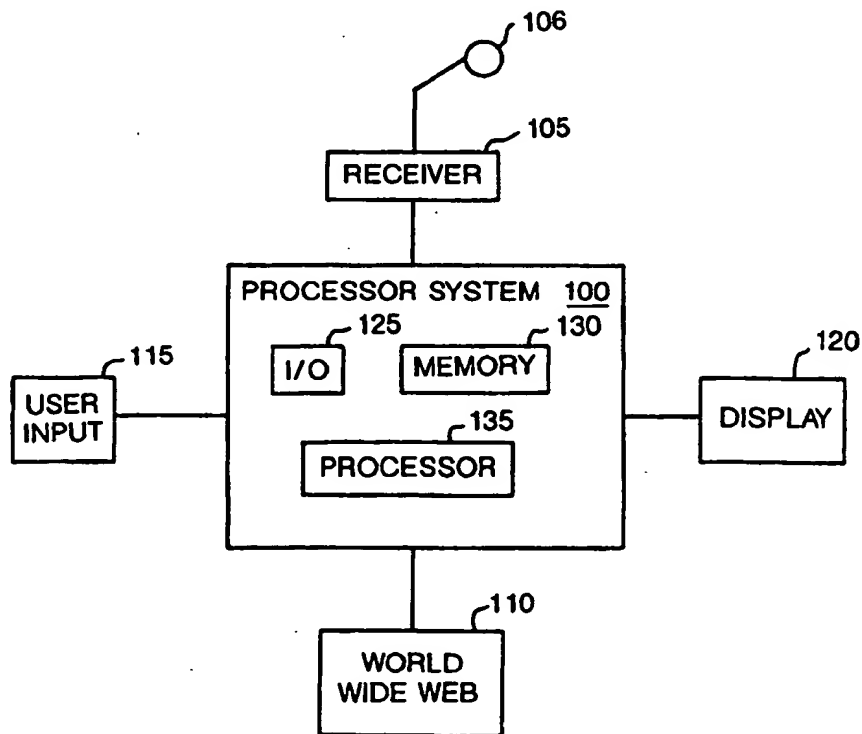 106
105
RECEIVER
PROCESSOR SYSTEM 100
125
130
I/O
MEMORY
115
USER
INPUT
135
PROCESSOR
120
DISPLAY
110
WORLD
WIDE WEB